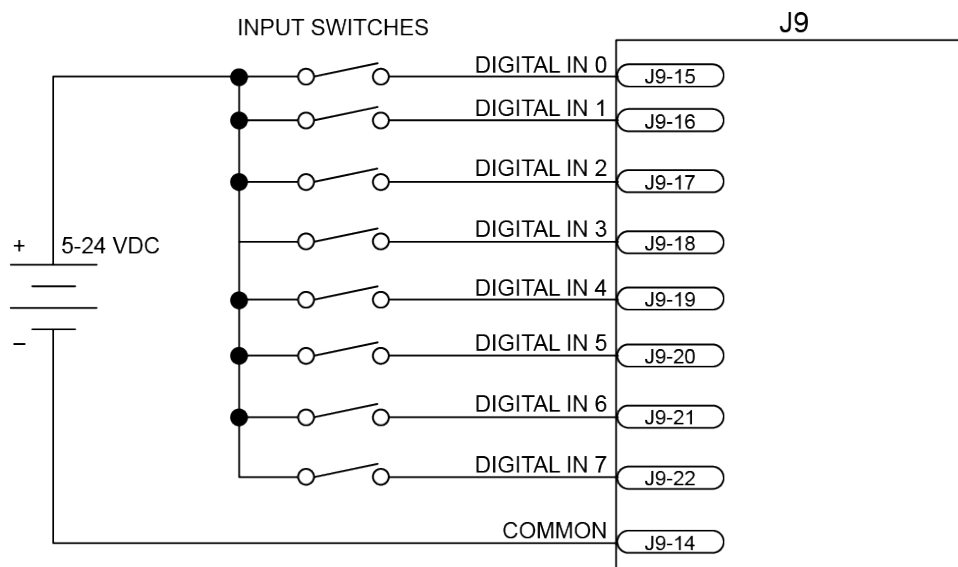 J9
INPUT SWITCHES
DIGITAL IN 0
J9-15
DIGITAL IN 1
J9-16
DIGITAL IN 2
J9-17
DIGITAL IN 3
J9-18
+ 5-24 VDC
DIGITAL IN 4
J9-19
–
DIGITAL IN 5
J9-20
DIGITAL IN 6
J9-21
DIGITAL IN 7
J9-22
COMMON
J9-14